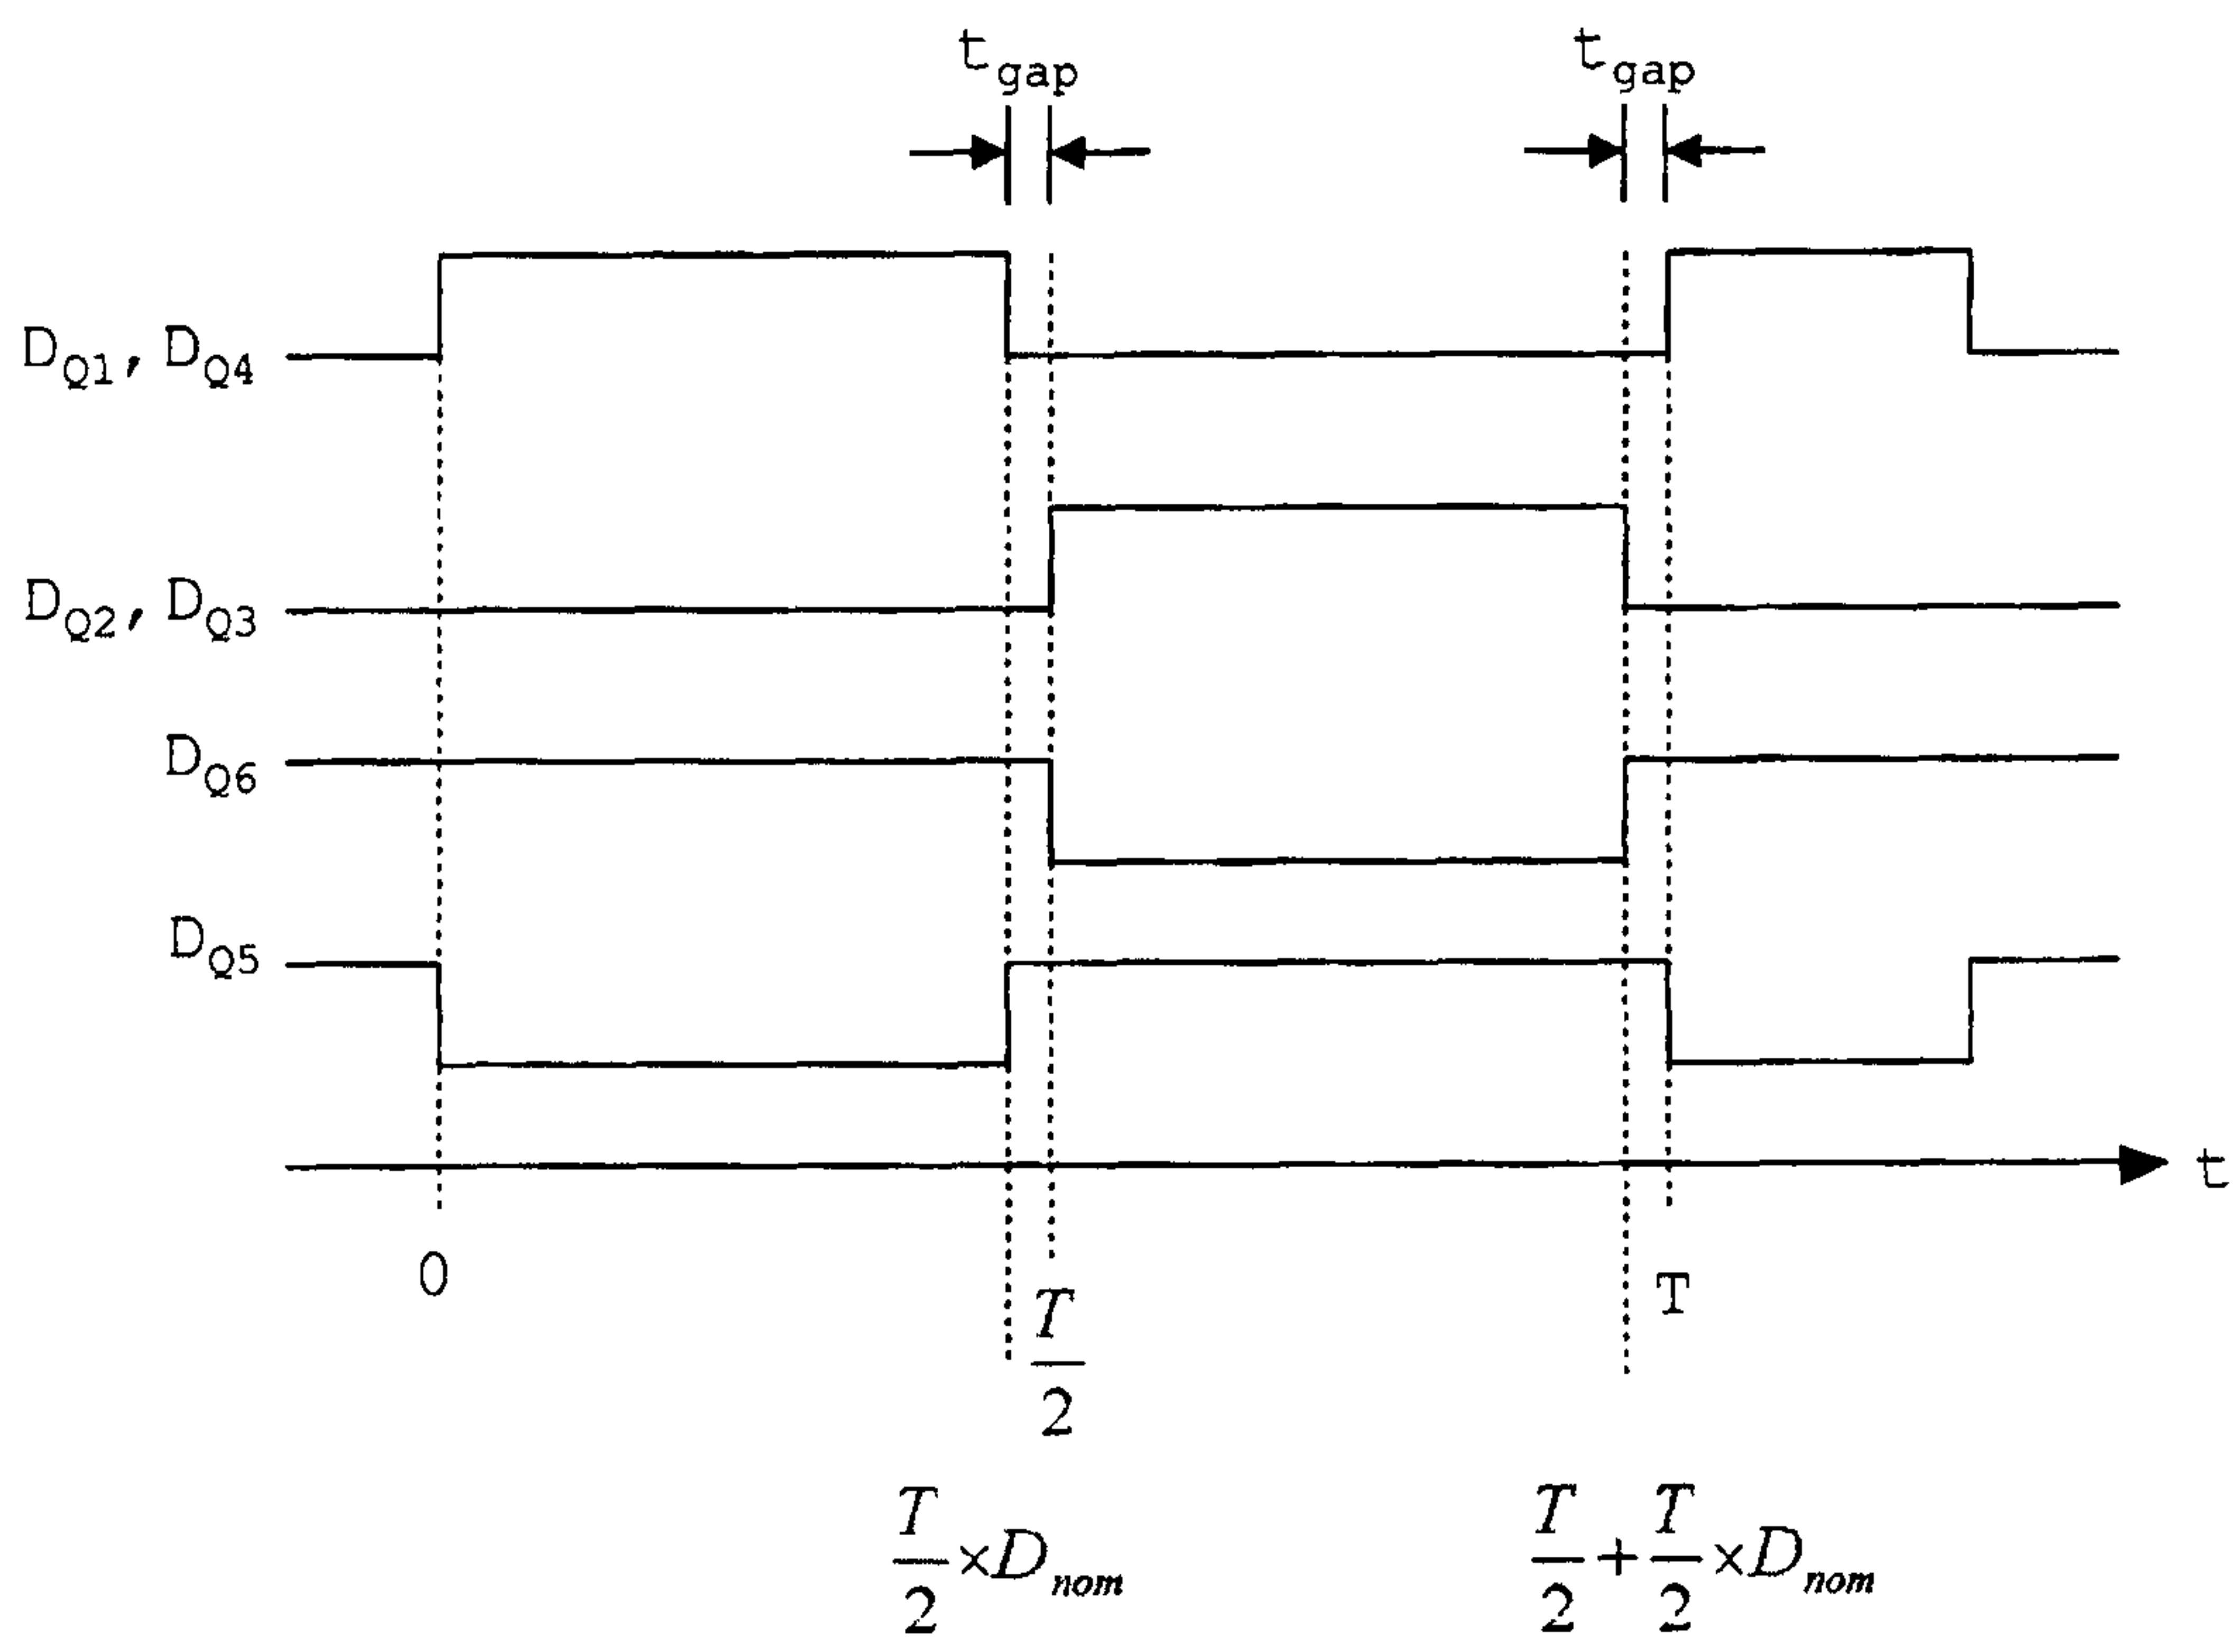 t_gap t_gap
D_Q1, D_Q4
D_Q2, D_Q3
D_Q6
D_Q5
t
0 T/2 T
T/2 × D_nom T/2 + T/2 × D_nom